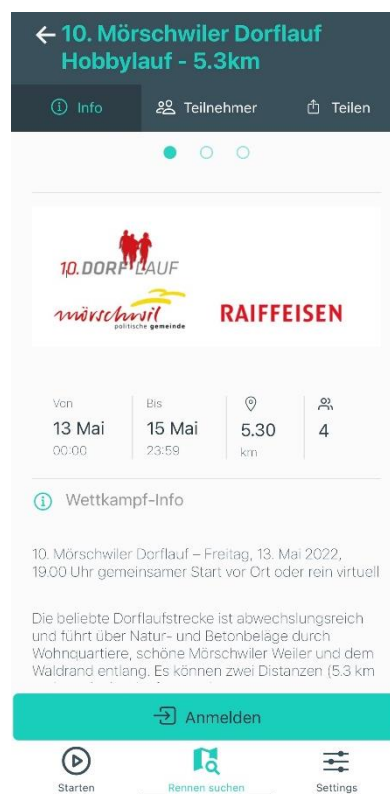 10. Mörschwiler Dorflauf
Hobbylauf - 5.3km
Info
Teilnehmer
Teilen
10. DORFLAUF
mörschwil
politische gemeinde
RAIFFEISEN
Von
Bis
13 Mai
15 Mai
5.30
4
00:00
23:59
km
Wettkampf-Info
10. Mörschwiler Dorflauf – Freitag, 13. Mai 2022,
19.00 Uhr gemeinsamer Start vor Ort oder rein virtuell
Die beliebte Dorflaufstrecke ist abwechslungsreich
und führt über Natur- und Betonbeläge durch
Wohnquartiere, schöne Mörschwiler Weiler und dem
Waldrand entlang. Es können zwei Distanzen (5.3 km
Anmelden
Starten
Rennen suchen
Settings